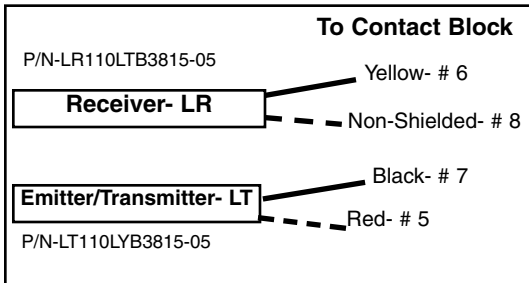 To Contact Block
P/N-LR110LTB3815-05
Yellow- # 6
Receiver- LR
Non-Shielded- # 8
Black- # 7
Emitter/Transmitter- LT
Red- # 5
P/N-LT110LYB3815-05